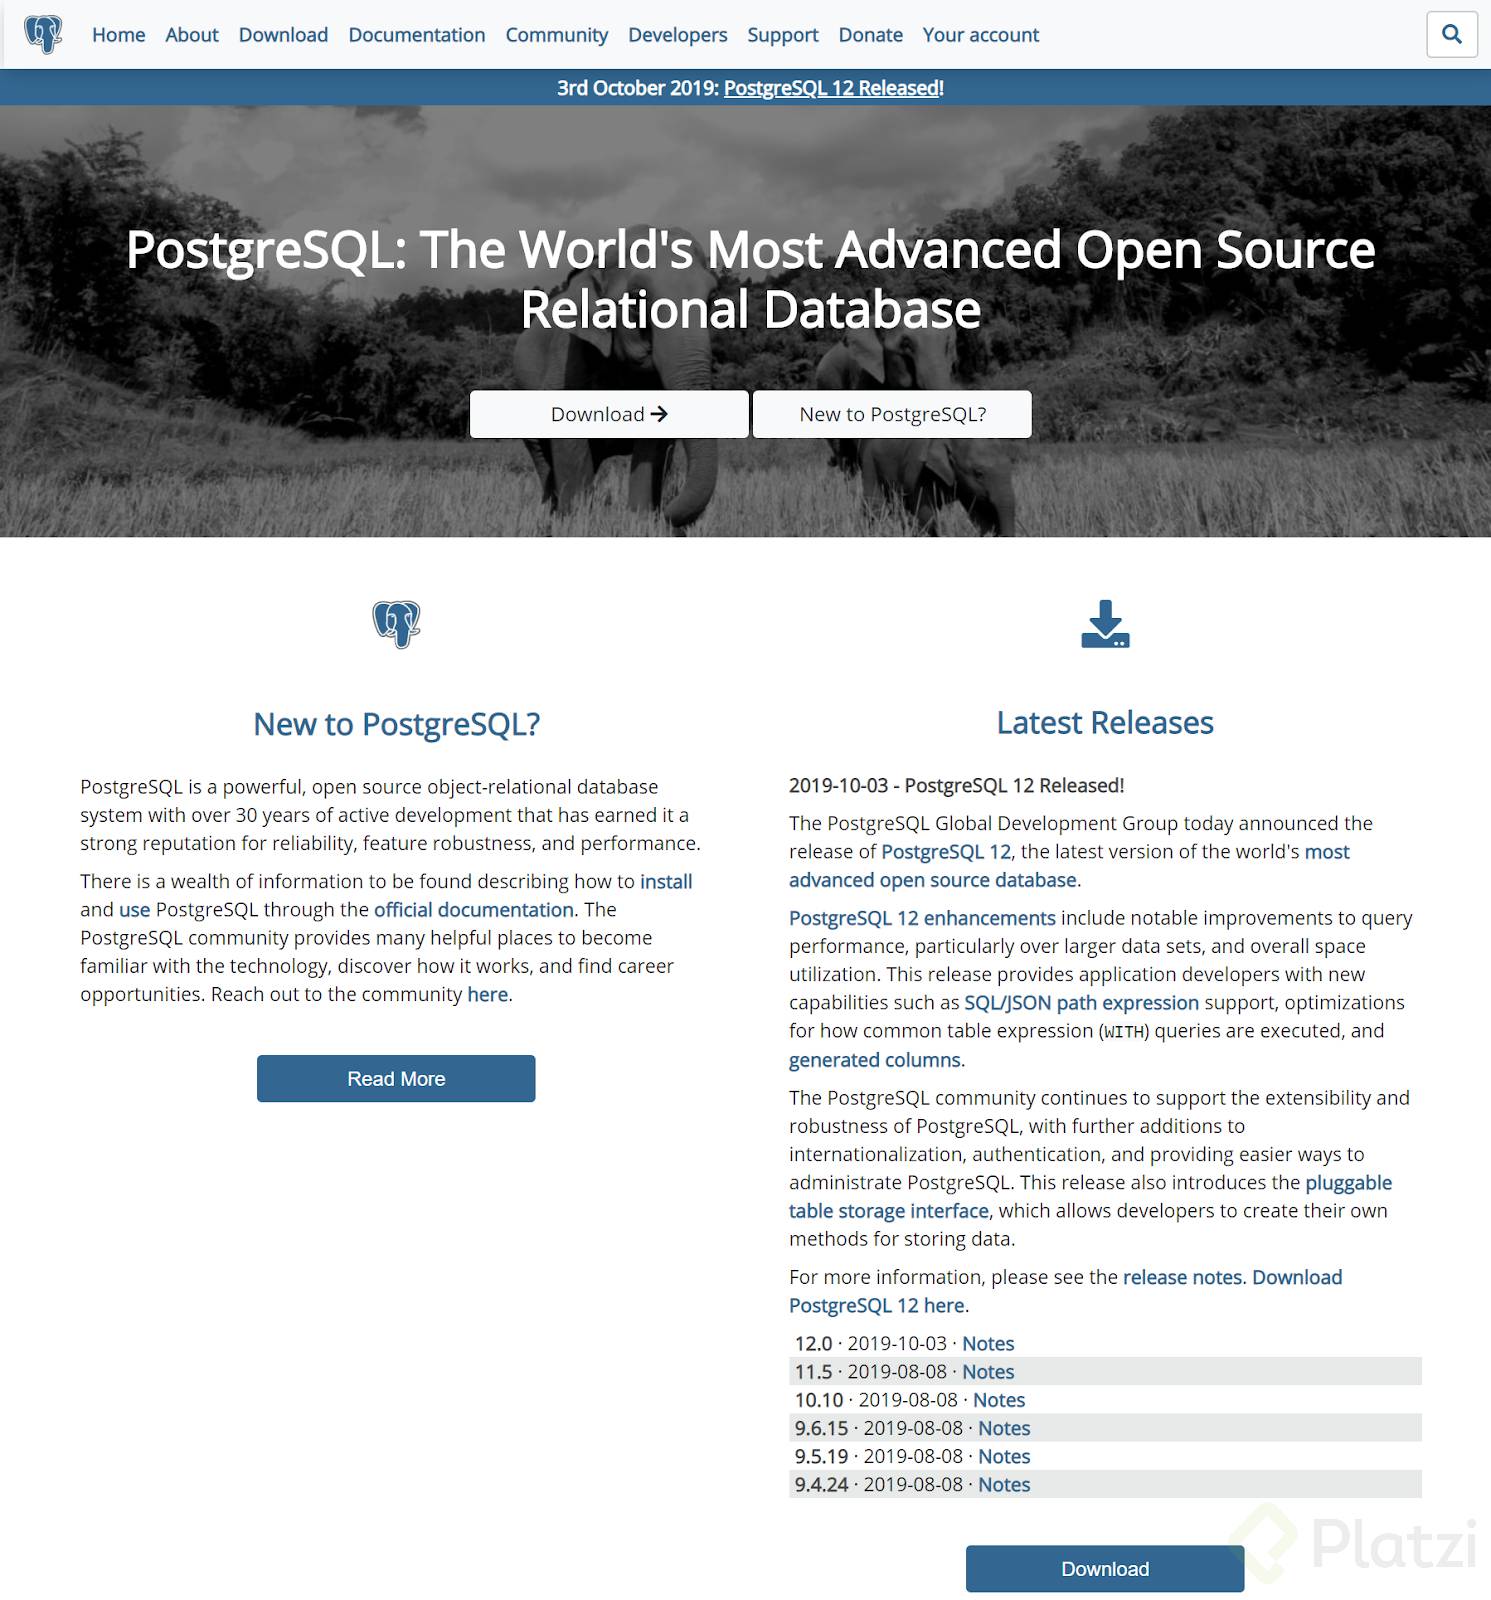 Home About Download Documentation Community Developers Support Donate Your account
3rd October 2019: PostgreSQL 12 Released!
PostgreSQL: The World's Most Advanced Open Source
Relational Database
Download
New to PostgreSQL?
New to PostgreSQL?
PostgreSQL is a powerful, open source object-relational database
system with over 30 years of active development that has earned it a
strong reputation for reliability, feature robustness, and performance.
There is a wealth of information to be found describing how to install
and use PostgreSQL through the official documentation. The
PostgreSQL community provides many helpful places to become
familiar with the technology, discover how it works, and find career
opportunities. Reach out to the community here.
Read More
Latest Releases
2019-10-03 - PostgreSQL 12 Released!
The PostgreSQL Global Development Group today announced the
release of PostgreSQL 12, the latest version of the world's most
advanced open source database.
PostgreSQL 12 enhancements include notable improvements to query
performance, particularly over larger data sets, and overall space
utilization. This release provides application developers with new
capabilities such as SQL/JSON path expression support, optimizations
for how common table expression (WITH) queries are executed, and
generated columns.
The PostgreSQL community continues to support the extensibility and
robustness of PostgreSQL, with further additions to
internationalization, authentication, and providing easier ways to
administrate PostgreSQL. This release also introduces the pluggable
table storage interface, which allows developers to create their own
methods for storing data.
For more information, please see the release notes. Download
PostgreSQL 12 here.
12.0 · 2019-10-03 · Notes
11.5 · 2019-08-08 · Notes
10.10 · 2019-08-08 · Notes
9.6.15 · 2019-08-08 · Notes
9.5.19 · 2019-08-08 · Notes
9.4.24 · 2019-08-08 · Notes
Download
Platzi